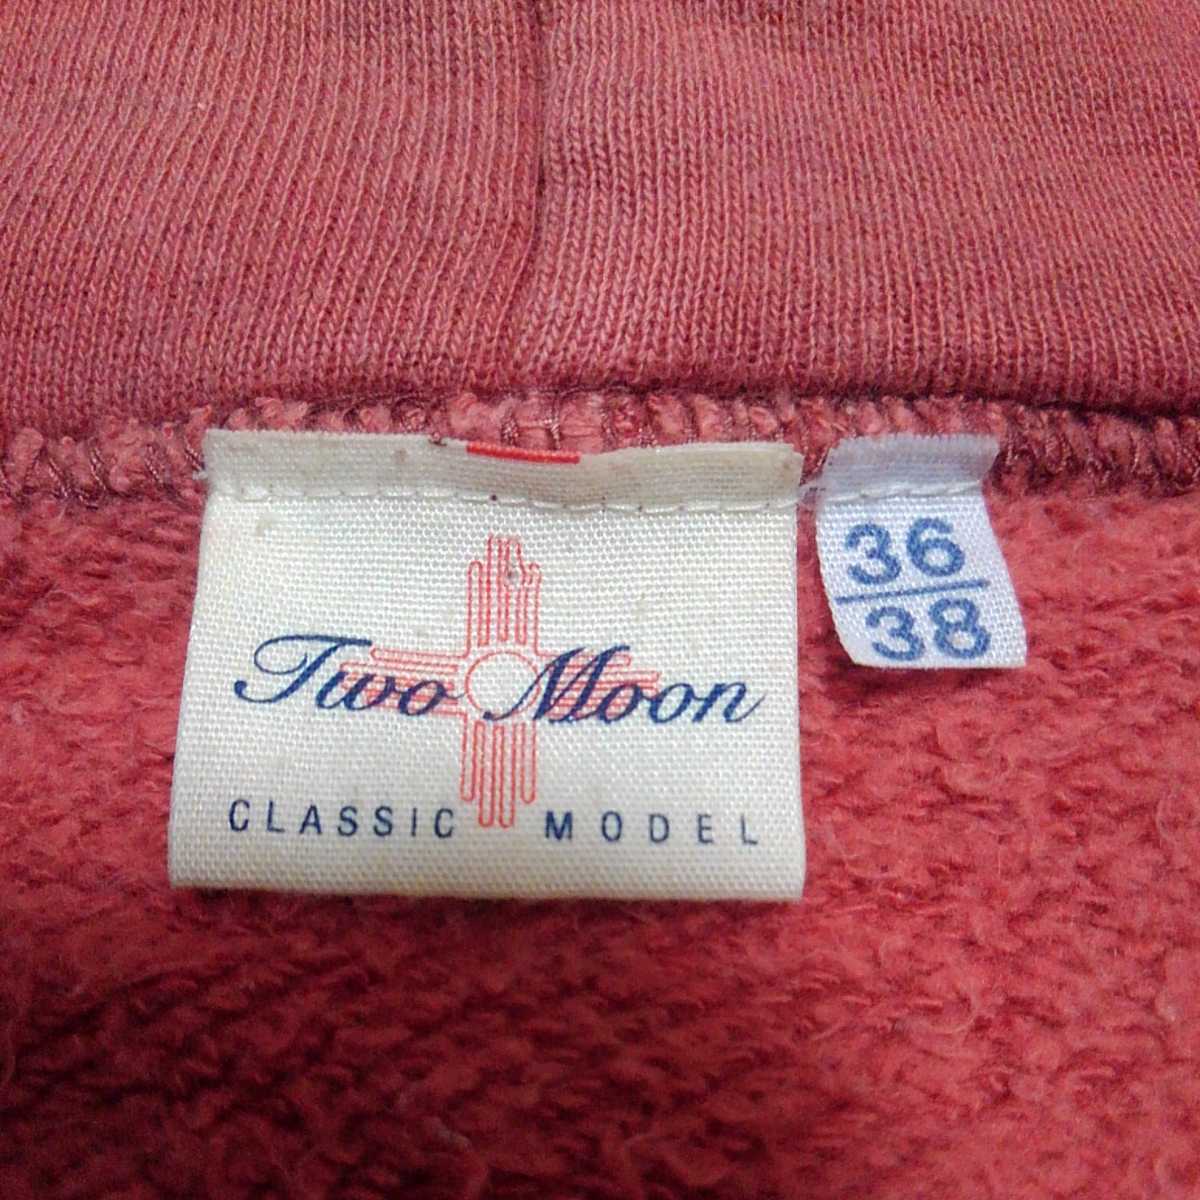 Two Moon
CLASSIC MODEL
36
38